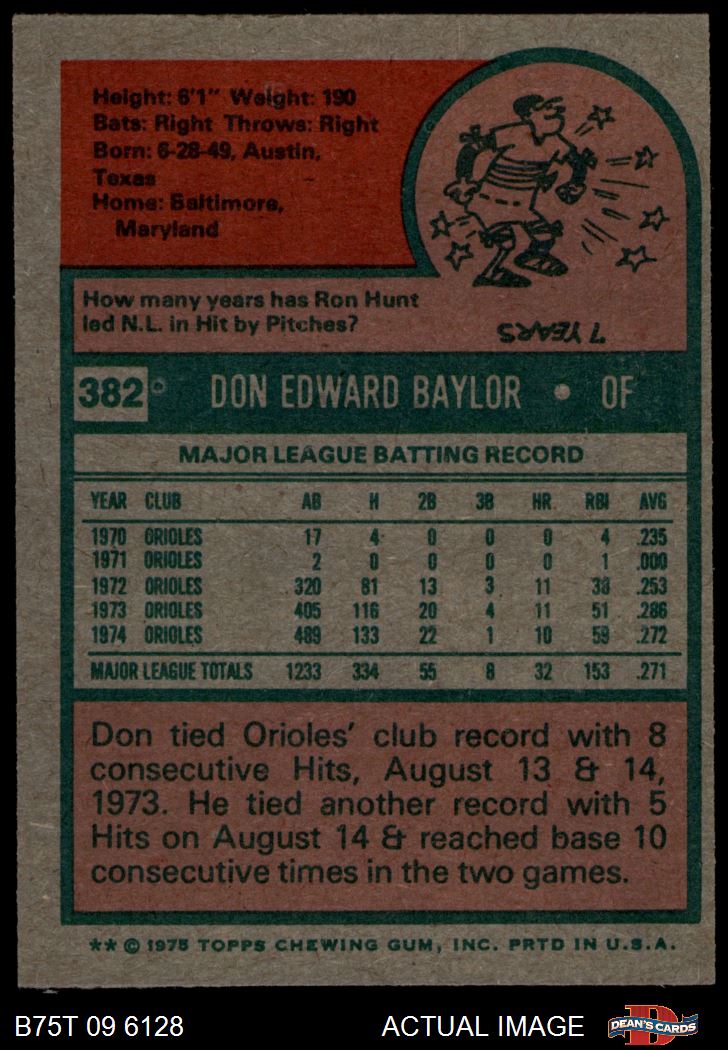 Height: 6'1" Weight: 190
Bats: Right Throws: Right
Born: 6-28-49, Austin,
Texas
Home: Baltimore,
Maryland
How many years has Ron Hunt
led N.L. in Hit by Pitches?
7 YEARS
382 DON EDWARD BAYLOR • OF
MAJOR LEAGUE BATTING RECORD
YEAR CLUB AB H 2B 3B HR RBI AVG
1970 ORIOLES 17 4 0 0 0 4 .235
1971 ORIOLES 2 0 0 0 0 1 .000
1972 ORIOLES 320 81 13 3 11 38 .253
1973 ORIOLES 405 116 20 4 11 51 .286
1974 ORIOLES 489 133 22 1 10 59 .272
MAJOR LEAGUE TOTALS 1233 334 55 8 32 153 .271
Don tied Orioles' club record with 8
consecutive Hits, August 13 & 14,
1973. He tied another record with 5
Hits on August 14 & reached base 10
consecutive times in the two games.
** © 1975 TOPPS CHEWING GUM, INC. PRTD IN U.S.A.
B75T 09 6128 ACTUAL IMAGE DEAN'S CARDS